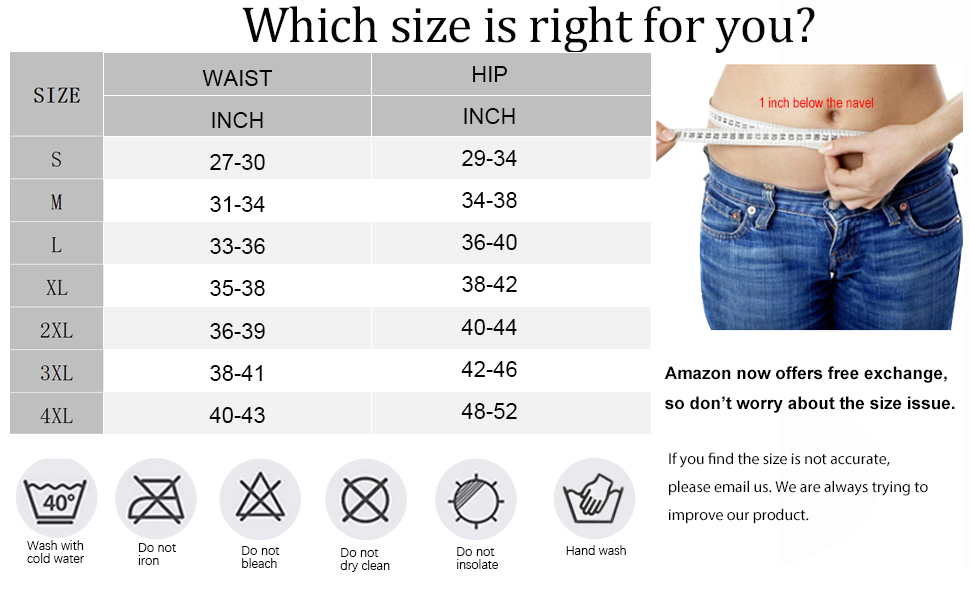 Which size is right for you?
SIZE WAIST HIP
INCH INCH
S 27-30 29-34
M 31-34 34-38
L 33-36 36-40
XL 35-38 38-42
2XL 36-39 40-44
3XL 38-41 42-46
4XL 40-43 48-52
1 inch below the navel
Amazon now offers free exchange,
so don’t worry about the size issue.
If you find the size is not accurate,
please email us. We are always trying to
improve our product.
40°
Wash with
cold water
Do not
iron
Do not
bleach
Do not
dry clean
Do not
insolate
Hand wash